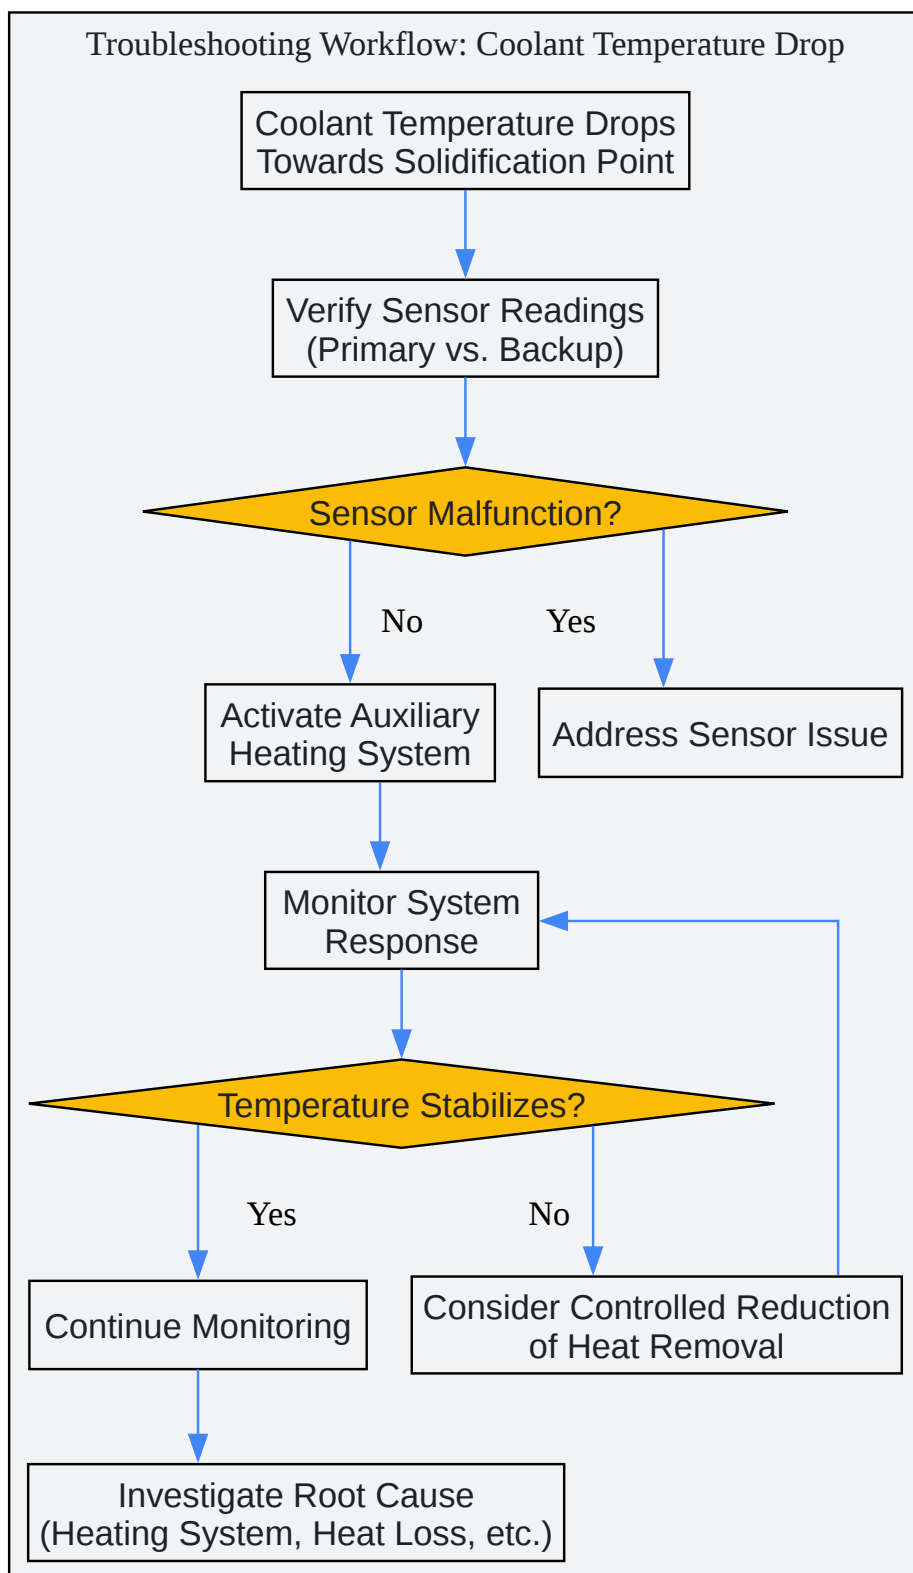 Troubleshooting Workflow: Coolant Temperature Drop
Coolant Temperature Drops
Towards Solidification Point
Verify Sensor Readings
(Primary vs. Backup)
Sensor Malfunction?
No
Yes
Activate Auxiliary
Heating System
Address Sensor Issue
Monitor System
Response
Temperature Stabilizes?
Yes
No
Continue Monitoring
Consider Controlled Reduction
of Heat Removal
Investigate Root Cause
(Heating System, Heat Loss, etc.)